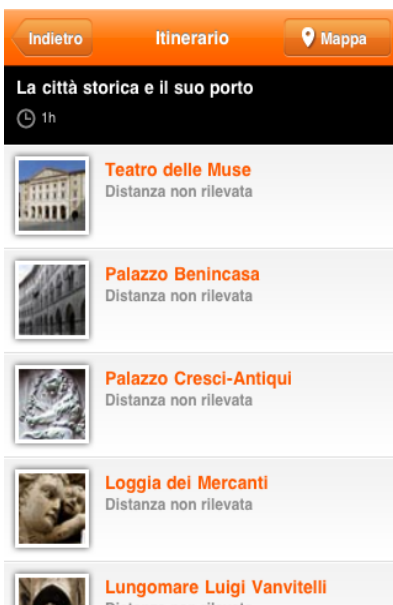 Indietro
Itinerario
Mappa
La città storica e il suo porto
1h
Teatro delle Muse
Distanza non rilevata
Palazzo Benincasa
Distanza non rilevata
Palazzo Cresci-Antiqui
Distanza non rilevata
Loggia dei Mercanti
Distanza non rilevata
Lungomare Luigi Vanvitelli